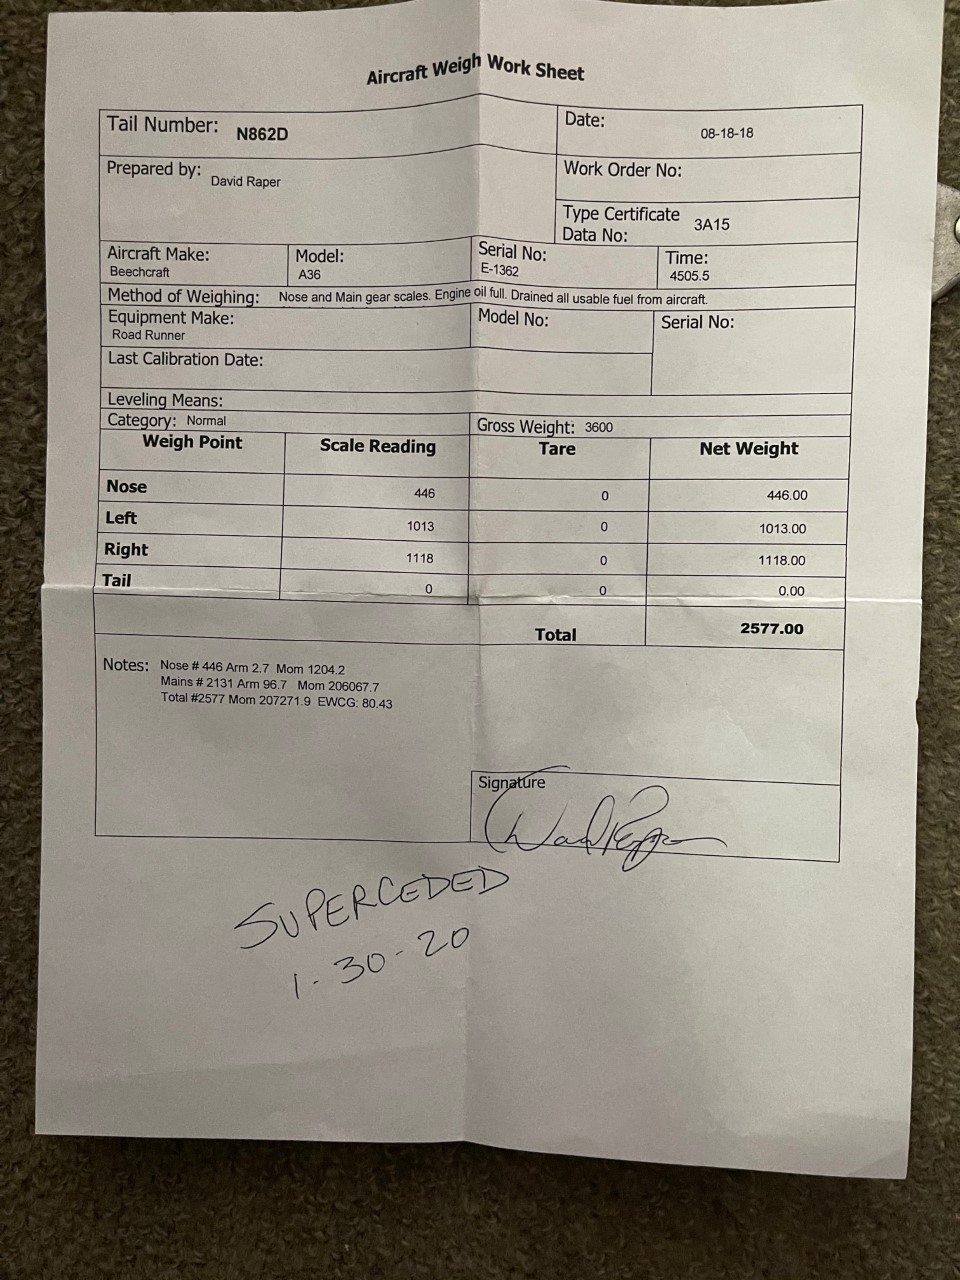 Aircraft Weigh Work Sheet
Tail Number: N862D
Date: 08-18-18
Prepared by: David Raper
Work Order No:
Type Certificate
Data No: 3A15
Aircraft Make:
Beechcraft
Model:
A36
Serial No:
E-1362
Time:
4505.5
Method of Weighing: Nose and Main gear scales. Engine oil full. Drained all usable fuel from aircraft.
Equipment Make:
Road Runner
Model No:
Serial No:
Last Calibration Date:
Leveling Means:
Category: Normal
Gross Weight: 3600
Weigh Point Scale Reading Tare Net Weight
Nose 446 0 446.00
Left 1013 0 1013.00
Right 1118 0 1118.00
Tail 0 0 0.00
Total 2577.00
Notes: Nose # 446 Arm 2.7 Mom 1204.2
Mains # 2131 Arm 96.7 Mom 206067.7
Total #2577 Mom 207271.9 EWCG: 80.43
Signature
SUPERCEDED
1-30-20